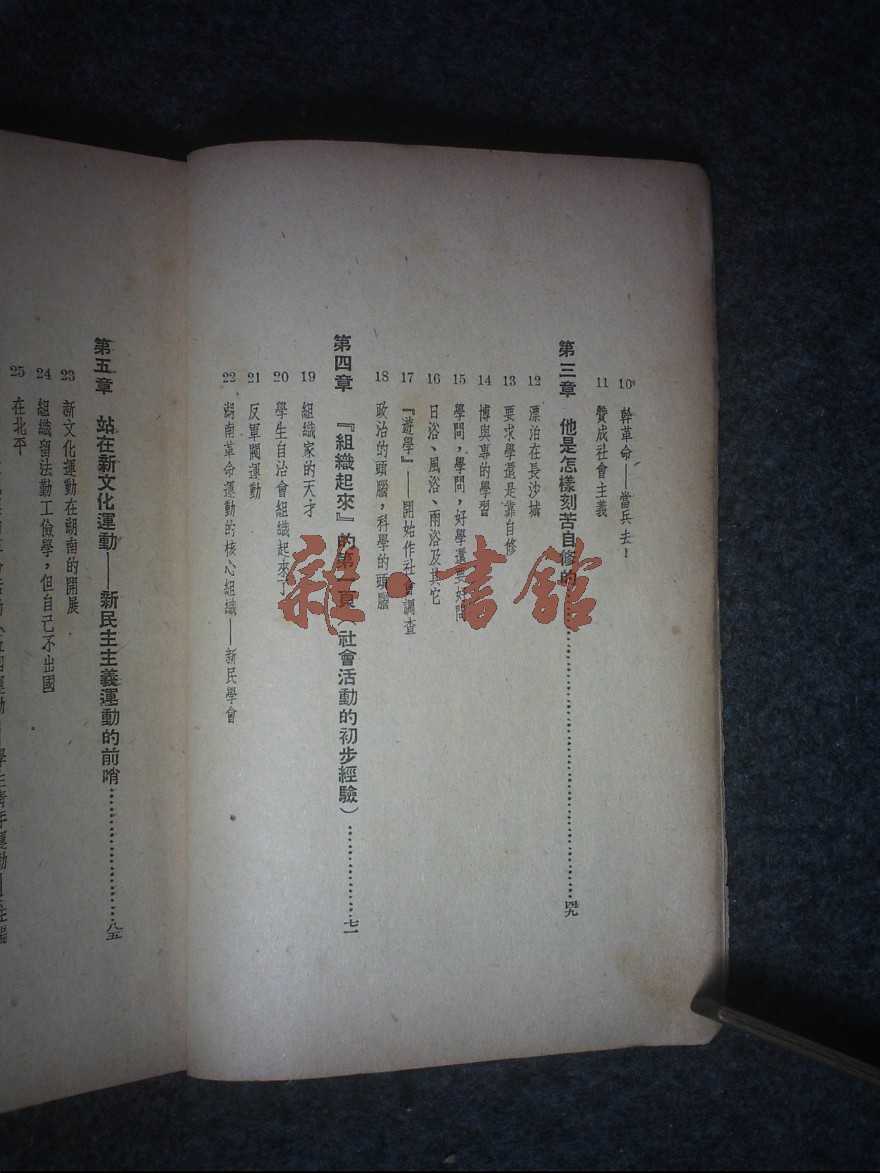 10 幹革命——當兵去！
11 贊成社會主義
第三章 他是怎樣刻苦自修的……四九
12 漂泊在長沙城
13 要求學還是靠自修
14 博與專的學習
15 學問，學問，好學還要好問
16 日浴、風浴、雨浴及其它
17 『遊學』——開始作社會調查
18 政治的頭腦，科學的頭腦
第四章 『組織起來』的第一頁（社會活動的初步經驗）……七一
19 組織家的天才
20 學生自治會組織起來了
21 反軍閥運動
22 湖南革命運動的核心組織——新民學會
第五章 站在新文化運動——新民主主義運動的前哨……八五
23 新文化運動在湖南的開展
24 組織留法勤工儉學，但自己不出國
25 在北平
雜·書館